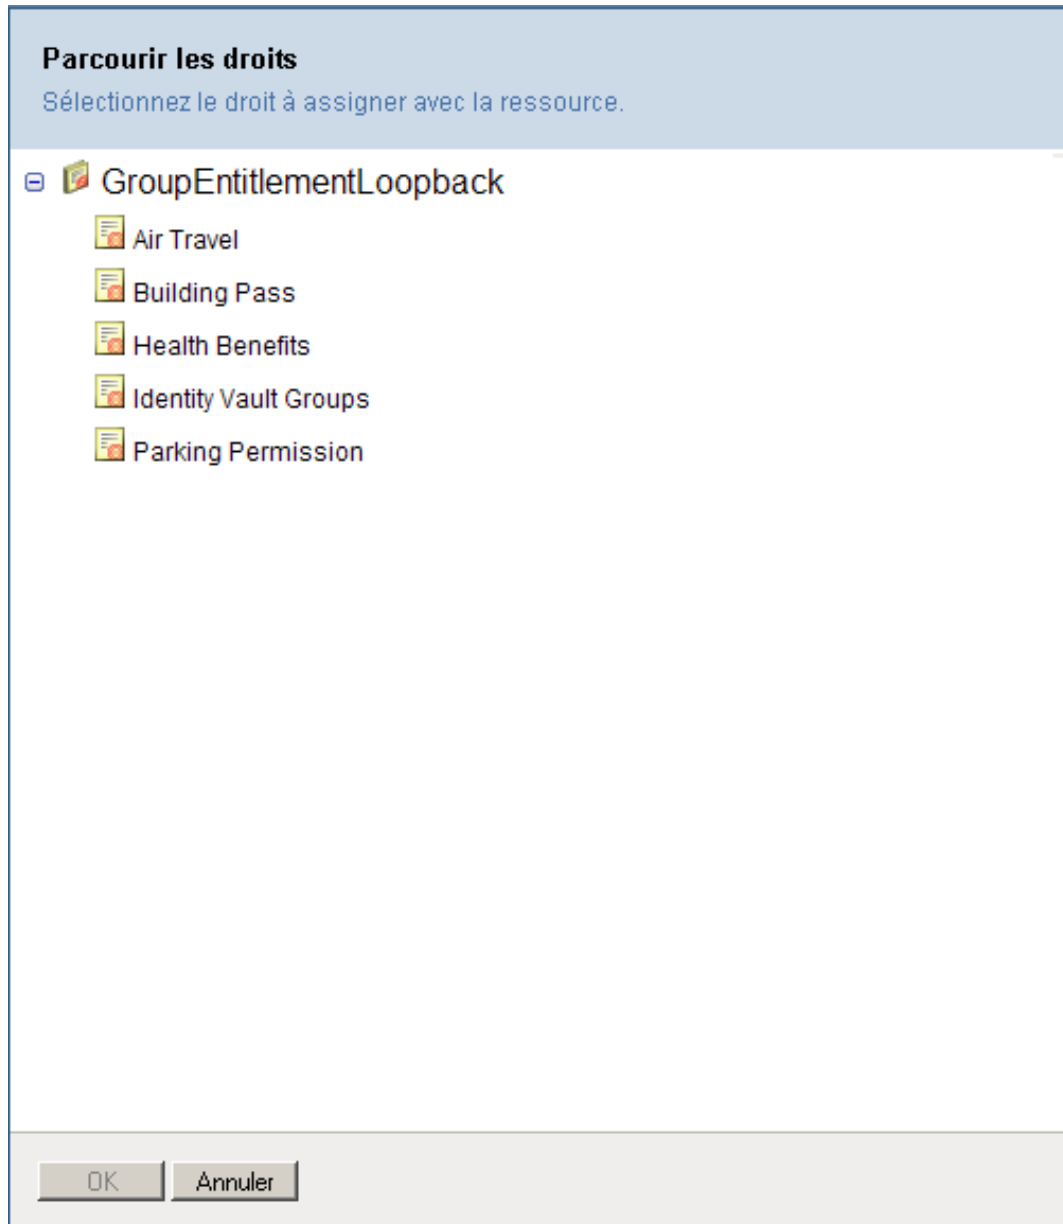 Parcourir les droits
Sélectionnez le droit à assigner avec la ressource.
GroupEntitlementLoopback
Air Travel
Building Pass
Health Benefits
Identity Vault Groups
Parking Permission
OK Annuler